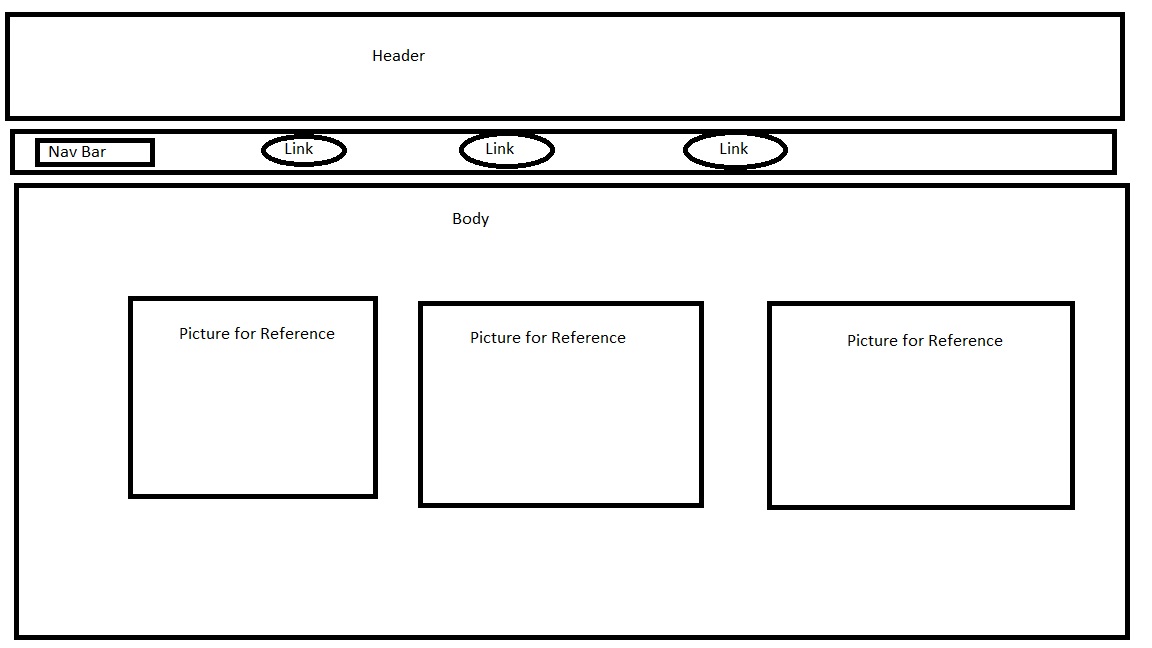 Header
Nav Bar
Link
Link
Link
Body
Picture for Reference
Picture for Reference
Picture for Reference